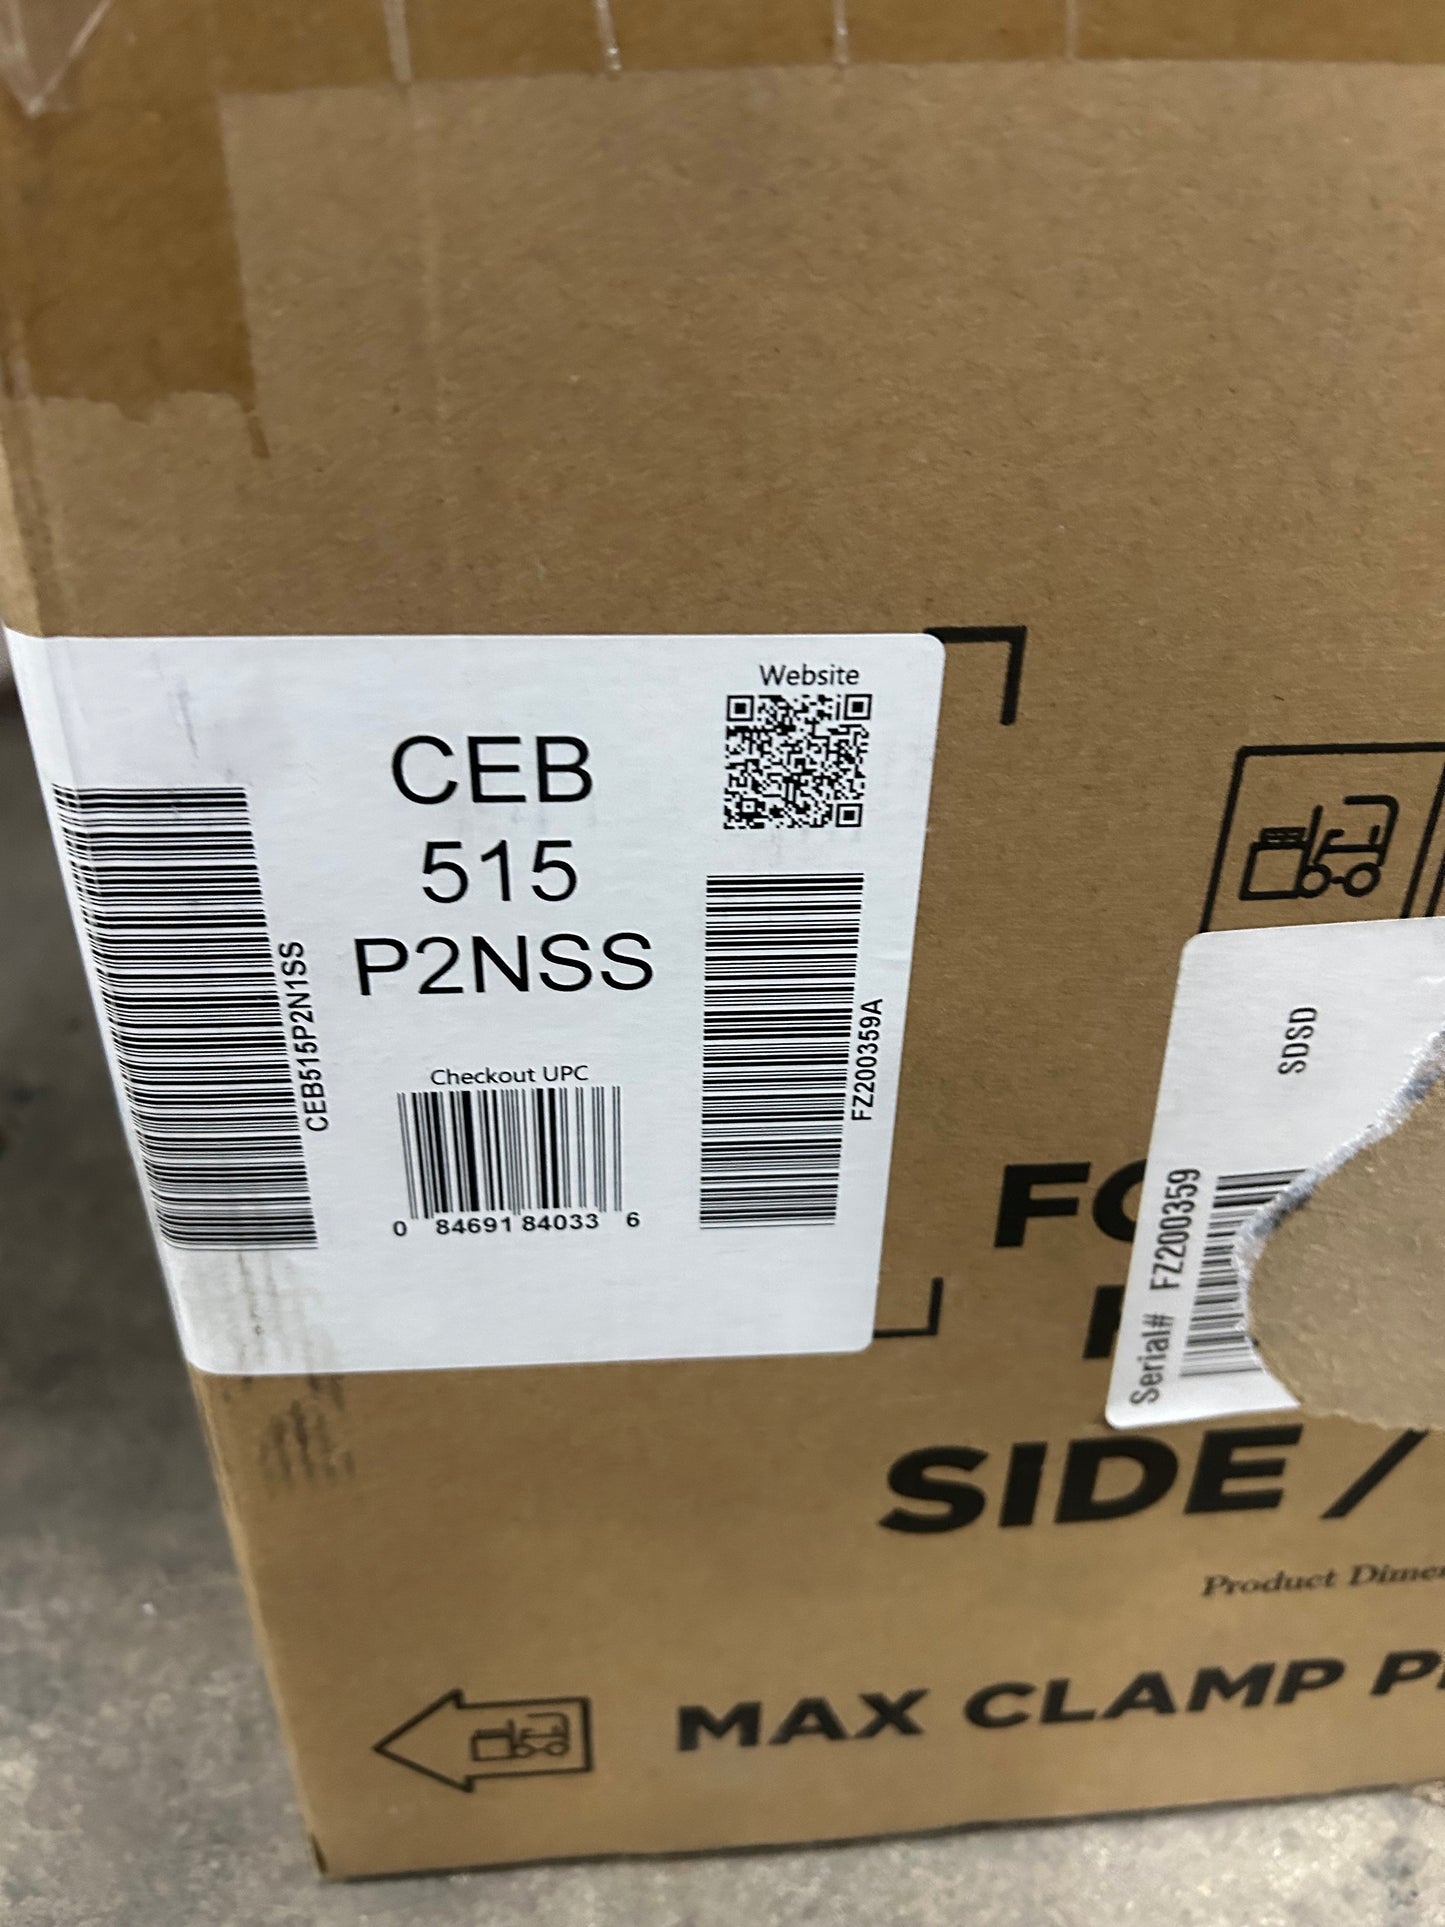 Website
CEB
515
P2NSS
CEB515P2N1SS
FZ200359A
Checkout UPC
0 84691 84033 6
SDSD
Serial# FZ200359
SIDE /
Product
MAX CLAMP